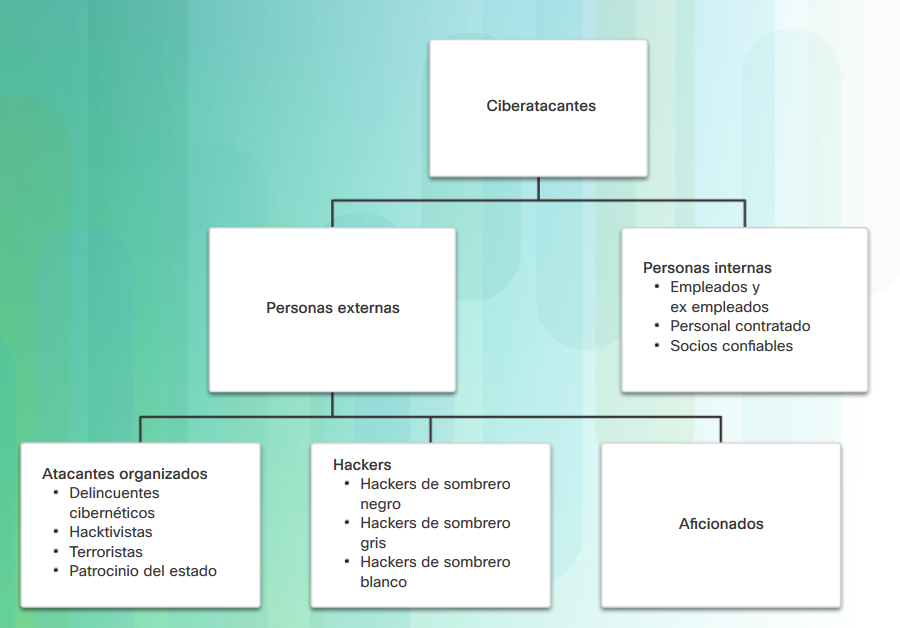 Ciberatacantes
Personas externas
Personas internas
• Empleados y
ex empleados
• Personal contratado
• Socios confiables
Atacantes organizados
• Delincuentes
cibernéticos
• Hacktivistas
• Terroristas
• Patrocinio del estado
Hackers
• Hackers de sombrero
negro
• Hackers de sombrero
gris
• Hackers de sombrero
blanco
Aficionados